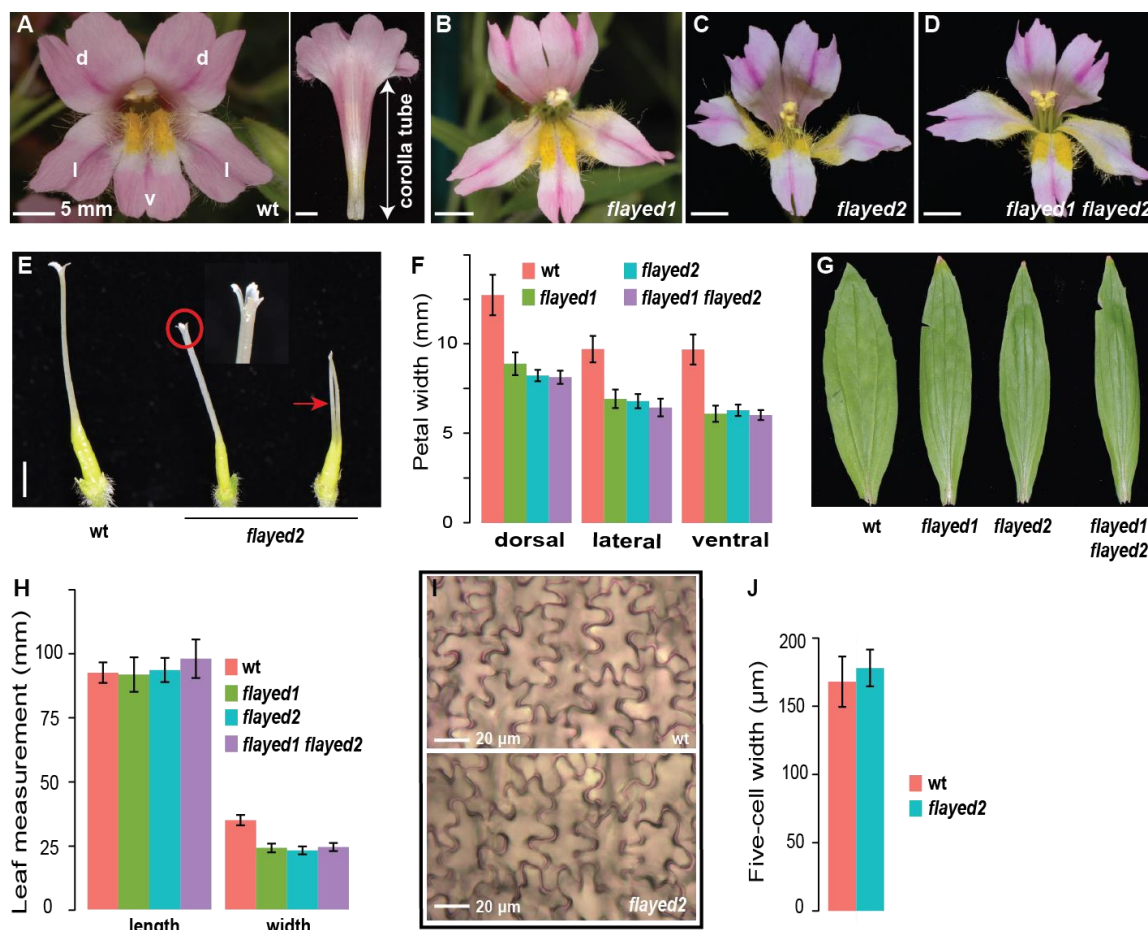 A
d
d
l
l
v
5 mm
wt
corolla tube
B
flayed1
C
flayed2
D
flayed1 flayed2
E
wt
flayed2
F
wt
flayed1
flayed2
flayed1 flayed2
Petal width (mm)
10
5
0
dorsal
lateral
ventral
G
wt
flayed1
flayed2
flayed1
flayed2
H
Leaf measurement (mm)
100
75
50
25
0
wt
flayed1
flayed2
flayed1 flayed2
length
width
I
20 µm
wt
20 µm
flayed2
J
Five-cell width (µm)
200
150
100
50
0
wt
flayed2